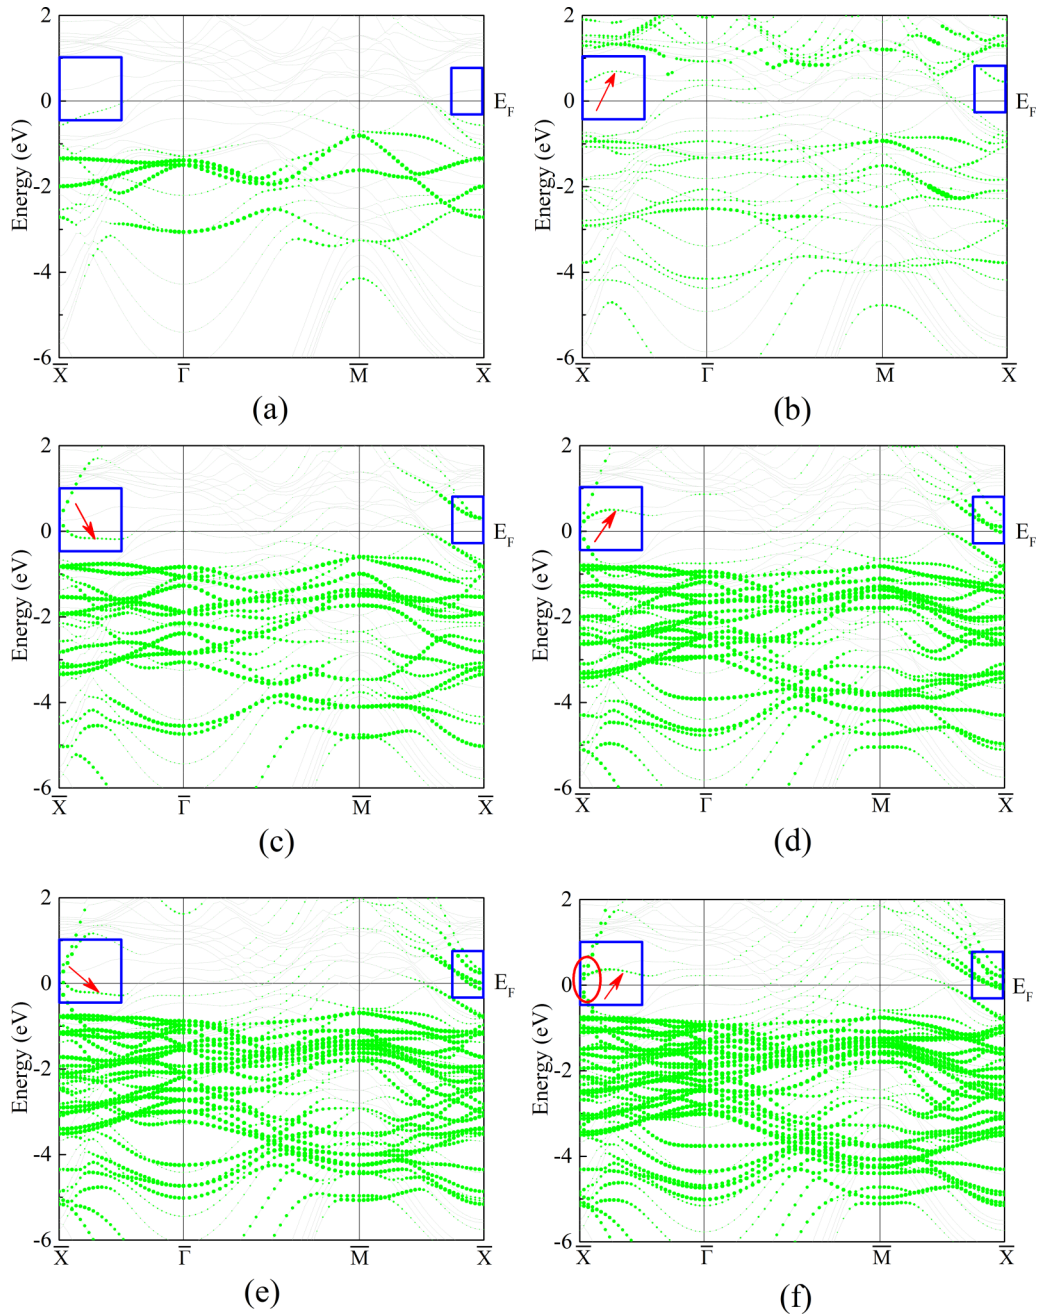 2
0
-2
-4
-6
Energy (eV)
E_F
X̅ Γ̅ M̅ X̅
(a)
2
0
-2
-4
-6
Energy (eV)
E_F
X̅ Γ̅ M̅ X̅
(b)
2
0
-2
-4
-6
Energy (eV)
E_F
X̅ Γ̅ M̅ X̅
(c)
2
0
-2
-4
-6
Energy (eV)
E_F
X̅ Γ̅ M̅ X̅
(d)
2
0
-2
-4
-6
Energy (eV)
E_F
X̅ Γ̅ M̅ X̅
(e)
2
0
-2
-4
-6
Energy (eV)
E_F
X̅ Γ̅ M̅ X̅
(f)